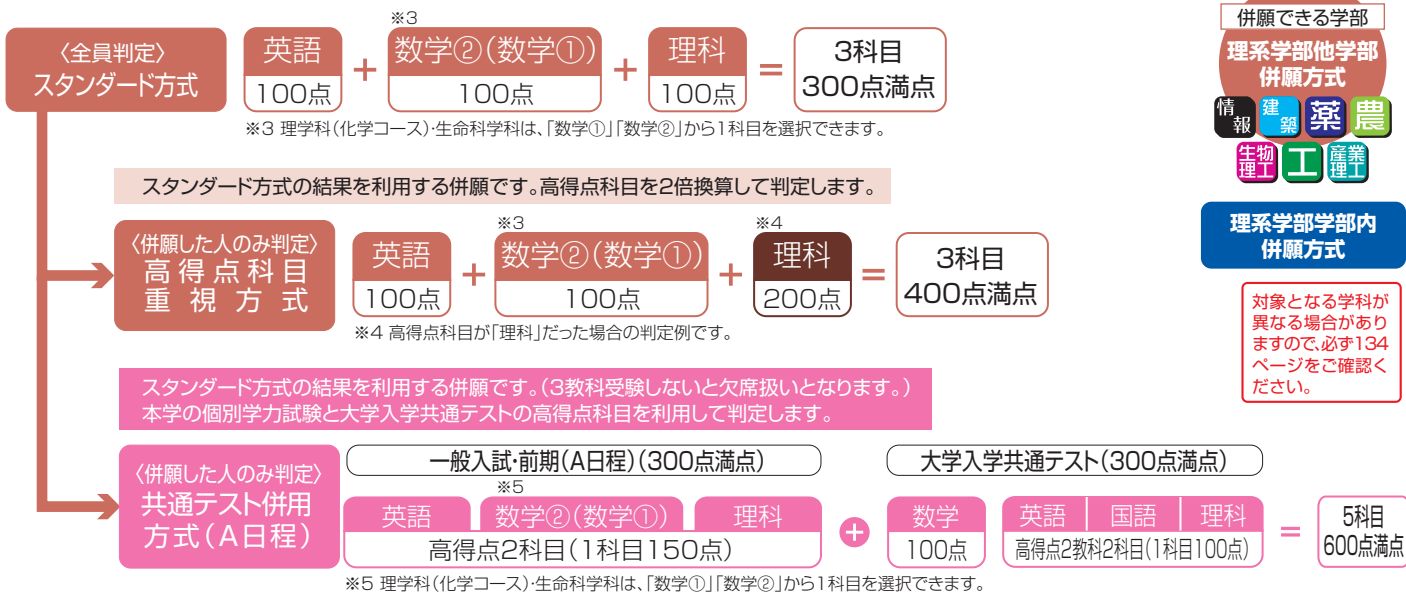 〈全員判定〉
スタンダード方式
英語
100点
+
※3
数学②(数学①)
100点
+
理科
100点
=
3科目
300点満点
※3 理学科(化学コース)・生命科学科は、「数学①」「数学②」から1科目を選択できます。
スタンダード方式の結果を利用する併願です。高得点科目を2倍換算して判定します。
〈併願した人のみ判定〉
高得点科目
重視方式
英語
100点
+
※3
数学②(数学①)
100点
+
※4
理科
200点
=
3科目
400点満点
※4 高得点科目が「理科」だった場合の判定例です。
スタンダード方式の結果を利用する併願です。(3教科受験しないと欠席扱いとなります。)
本学の個別学力試験と大学入学共通テストの高得点科目を利用して判定します。
〈併願した人のみ判定〉
共通テスト併用
方式(A日程)
一般入試・前期(A日程)(300点満点)
※5
英語
数学②(数学①)
理科
高得点2科目(1科目150点)
+
大学入学共通テスト(300点満点)
数学
100点
英語 国語 理科
高得点2教科2科目(1科目100点)
=
5科目
600点満点
※5 理学科(化学コース)・生命科学科は、「数学①」「数学②」から1科目を選択できます。
併願できる学部
理系学部他学部
併願方式
情報
建築
薬
農
生物理工
工
産業理工
理系学部学部内
併願方式
対象となる学科が
異なる場合があり
ますので、必ず134
ページをご確認く
ださい。